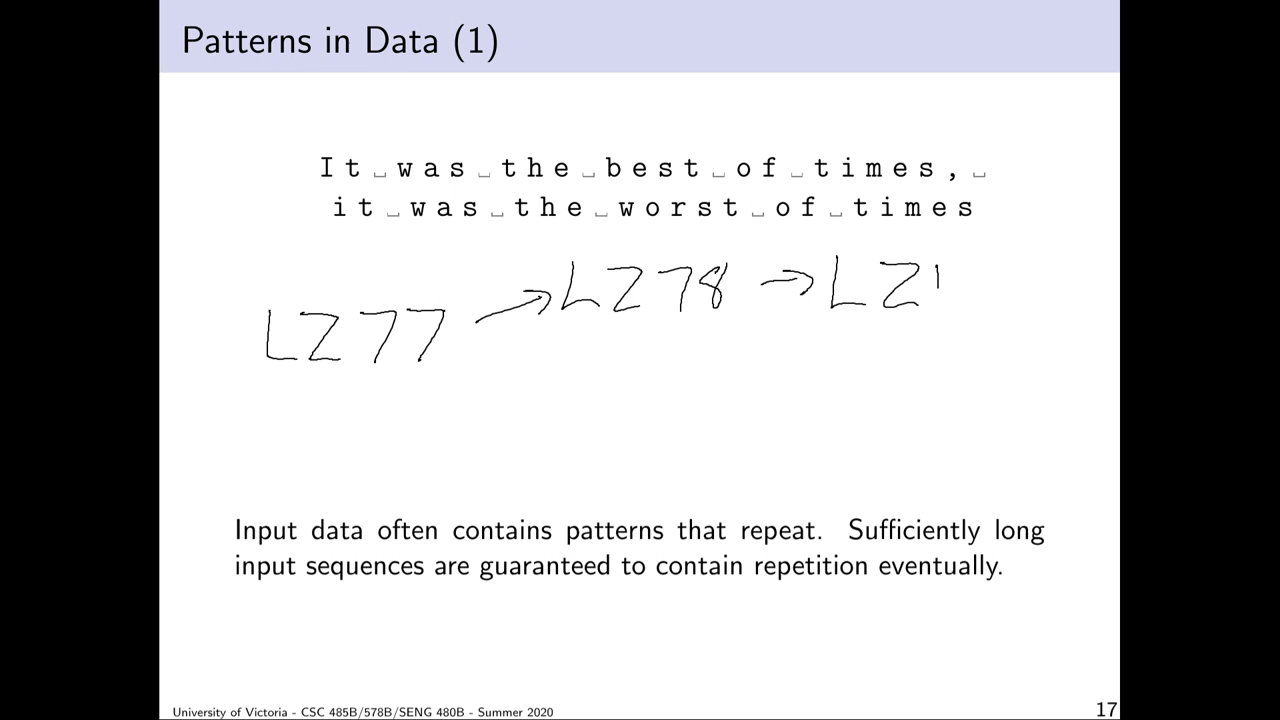 Patterns in Data (1)
It␣was␣the␣best␣of␣times,␣
it␣was␣the␣worst␣of␣times
LZ77 → LZ78 → LZ
Input data often contains patterns that repeat. Sufficiently long
input sequences are guaranteed to contain repetition eventually.
University of Victoria - CSC 485B/578B/SENG 480B - Summer 2020
17